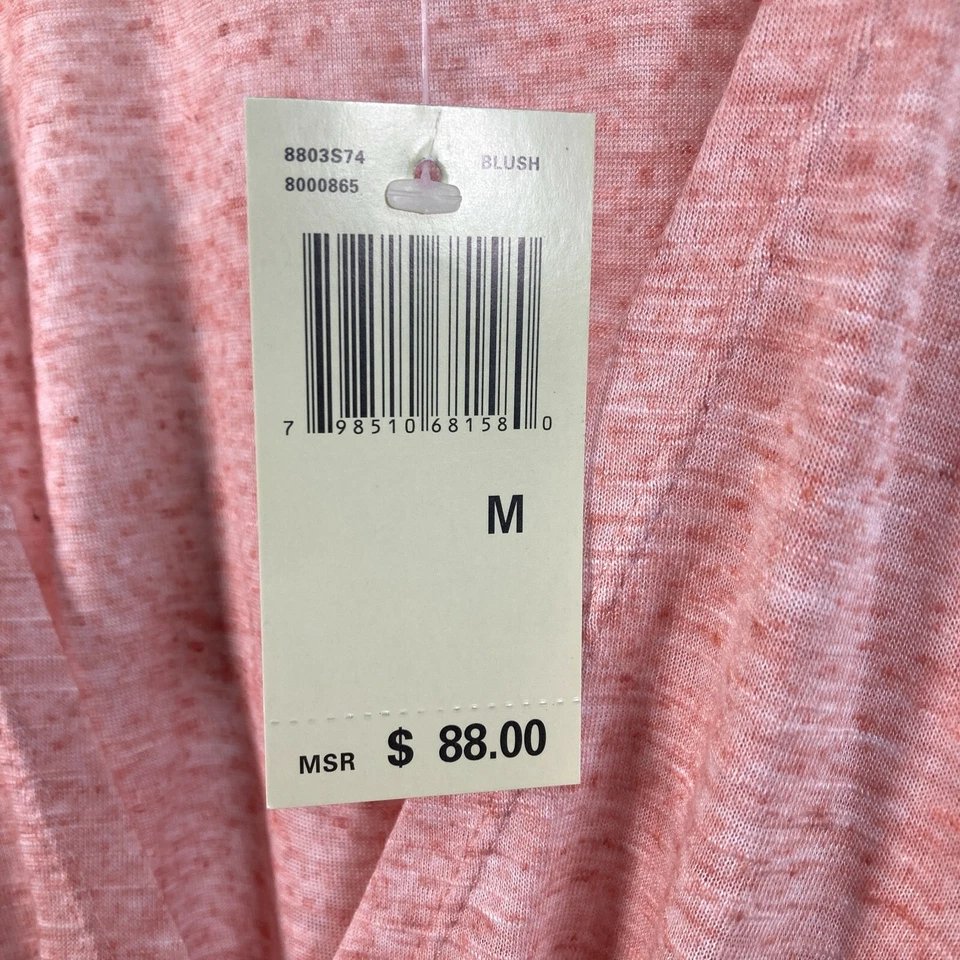 8803S74 BLUSH
8000865
7 98510 68158 0
M
MSR $ 88.00